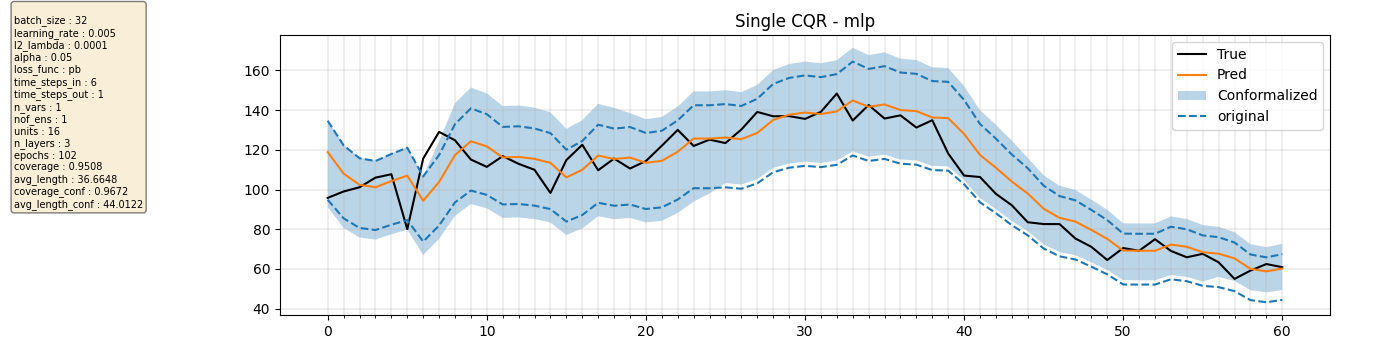 batch_size : 32
learning_rate : 0.005
l2_lambda : 0.0001
alpha : 0.05
loss_func : pb
time_steps_in : 6
time_steps_out : 1
n_vars : 1
nof_ens : 1
units : 16
n_layers : 3
epochs : 102
coverage : 0.9508
avg_length : 36.6648
coverage_conf : 0.9672
avg_length_conf : 44.0122
Single CQR - mlp
True
Pred
Conformalized
original
160
140
120
100
80
60
40
0 10 20 30 40 50 60